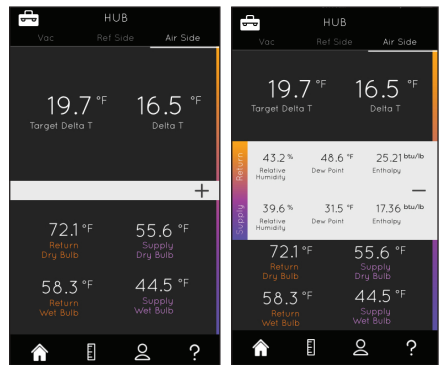 HUB
Vac Ref Side Air Side
19.7 °F 16.5 °F
Target Delta T Delta T
+
72.1 °F 55.6 °F
Return Supply
Dry Bulb Dry Bulb
58.3 °F 44.5 °F
Return Supply
Wet Bulb Wet Bulb
?
HUB
Vac Ref Side Air Side
19.7 °F 16.5 °F
Target Delta T Delta T
Return
43.2 % 48.6 °F 25.21 btu/lb
Relative Dew Point Enthalpy
Humidity
Supply
39.6 % 31.5 °F 17.36 btu/lb
Relative Dew Point Enthalpy
Humidity
72.1 °F 55.6 °F
Return Supply
Dry Bulb Dry Bulb
58.3 °F 44.5 °F
Return Supply
Wet Bulb Wet Bulb
?